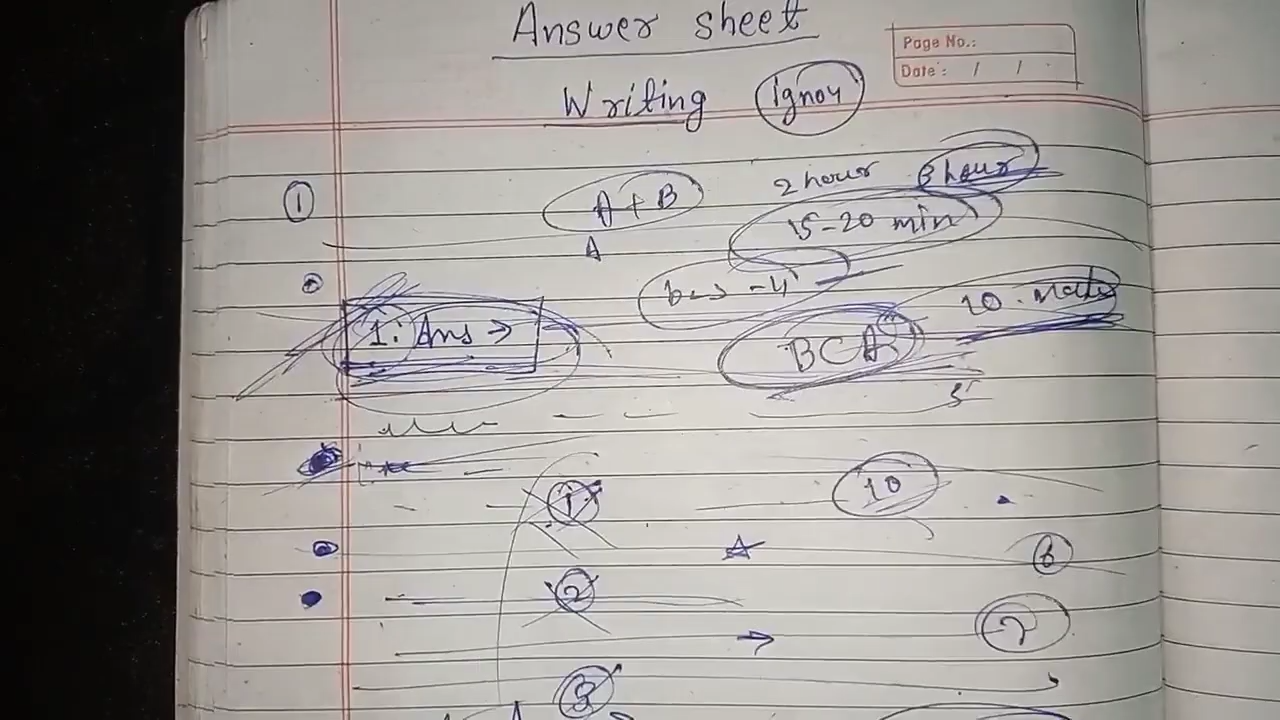 Answer sheet
Page No.:
Date: / /
Writing ignou
1 A + B 2 hour 3 hour
A 15-20 min
1: Ans → BCA 10.
5
1 10
6
2
7
3